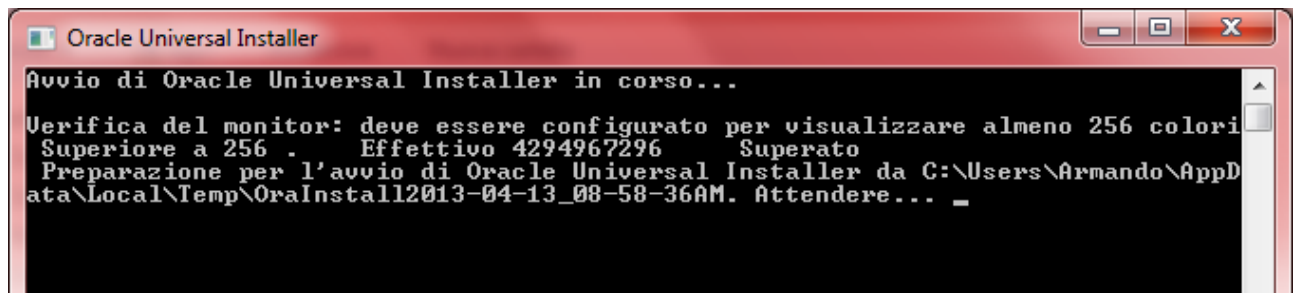 Oracle Universal Installer
Avvio di Oracle Universal Installer in corso...
Verifica del monitor: deve essere configurato per visualizzare almeno 256 colori
Superiore a 256 .    Effettivo 4294967296    Superato
Preparazione per l'avvio di Oracle Universal Installer da C:\Users\Armando\AppD
ata\Local\Temp\OraInstall2013-04-13_08-58-36AM. Attendere... _